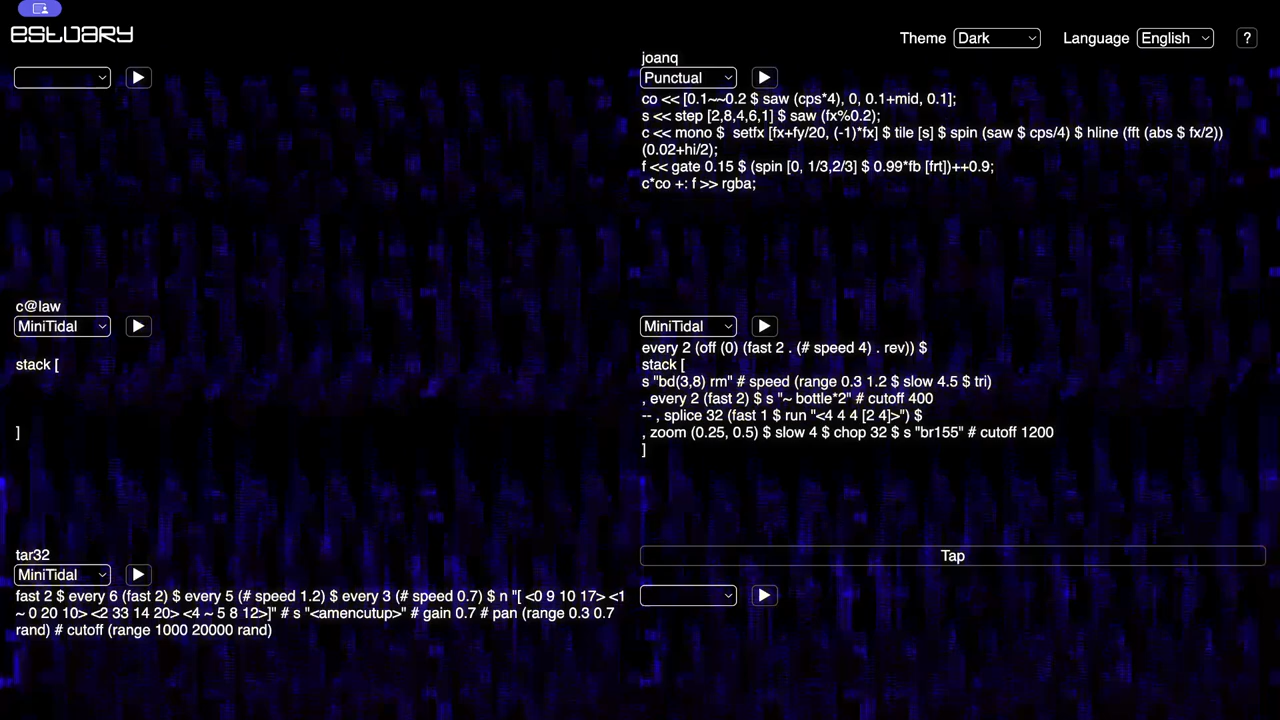 estuary
Theme Dark Language English ?
joanq
Punctual
co << [0.1~~0.2 $ saw (cps*4), 0, 0.1+mid, 0.1];
s << step [2,8,4,6,1] $ saw (fx%0.2);
c << mono $  setfx [fx+fy/20, (-1)*fx] $ tile [s] $ spin (saw $ cps/4) $ hline (fft (abs $ fx/2))
(0.02+hi/2);
f << gate 0.15 $ (spin [0, 1/3,2/3] $ 0.99*fb [frt])++0.9;
c*co +: f >> rgba;
c@law
MiniTidal
stack [
]
MiniTidal
every 2 (off (0) (fast 2 . (# speed 4) . rev)) $
stack [
s "bd(3,8) rm" # speed (range 0.3 1.2 $ slow 4.5 $ tri)
, every 2 (fast 2) $ s "~ bottle*2" # cutoff 400
-- , splice 32 (fast 1 $ run "<4 4 4 [2 4]>") $
, zoom (0.25, 0.5) $ slow 4 $ chop 32 $ s "br155" # cutoff 1200
]
tar32
MiniTidal
fast 2 $ every 6 (fast 2) $ every 5 (# speed 1.2) $ every 3 (# speed 0.7) $ n "[ <0 9 10 17> <1
~ 0 20 10> <2 33 14 20> <4 ~ 5 8 12>]" # s "<amencutup>" # gain 0.7 # pan (range 0.3 0.7
rand) # cutoff (range 1000 20000 rand)
Tap